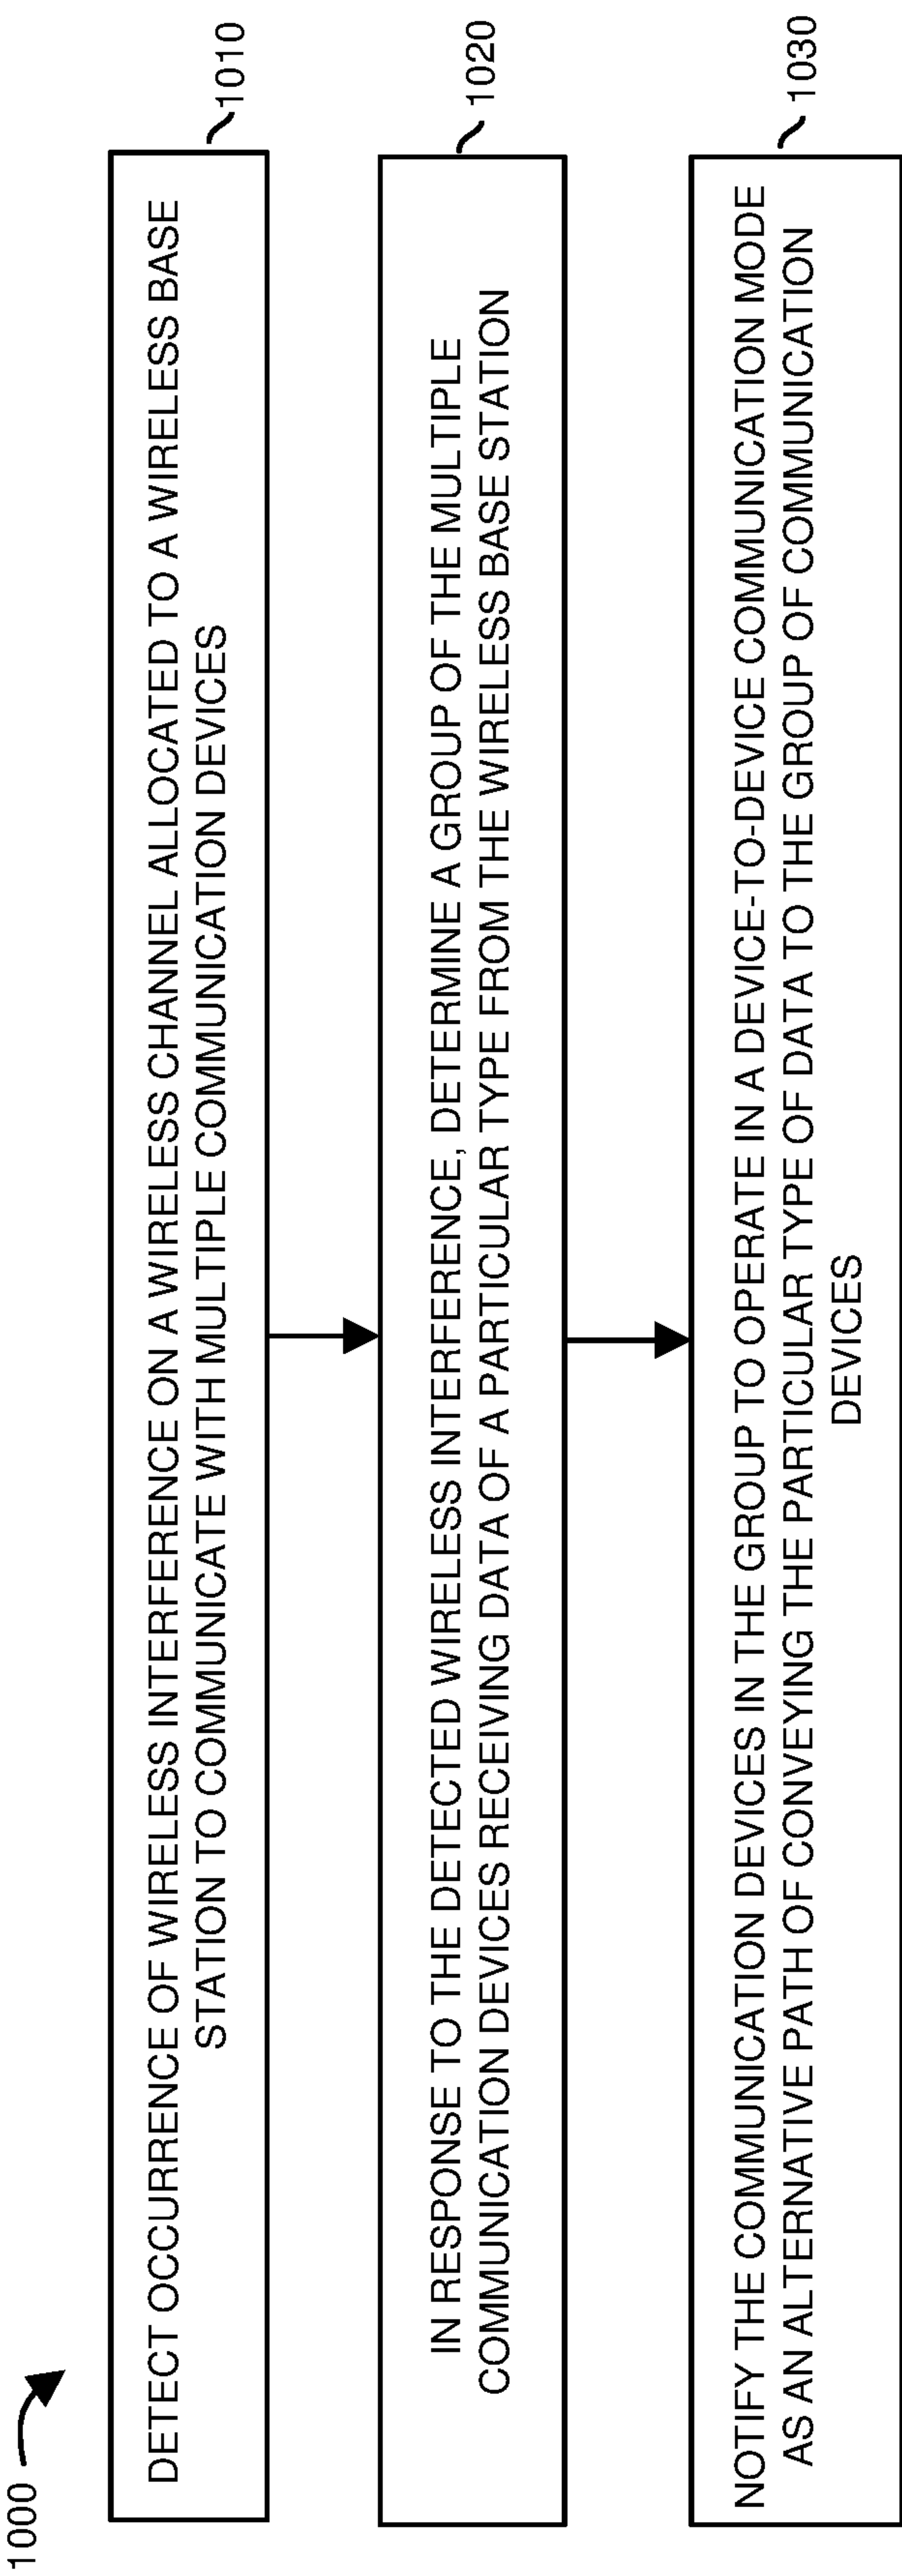 1000
DETECT OCCURRENCE OF WIRELESS INTERFERENCE ON A WIRELESS CHANNEL ALLOCATED TO A WIRELESS BASE
STATION TO COMMUNICATE WITH MULTIPLE COMMUNICATION DEVICES
1010
IN RESPONSE TO THE DETECTED WIRELESS INTERFERENCE, DETERMINE A GROUP OF THE MULTIPLE
COMMUNICATION DEVICES RECEIVING DATA OF A PARTICULAR TYPE FROM THE WIRELESS BASE STATION
1020
NOTIFY THE COMMUNICATION DEVICES IN THE GROUP TO OPERATE IN A DEVICE-TO-DEVICE COMMUNICATION MODE
AS AN ALTERNATIVE PATH OF CONVEYING THE PARTICULAR TYPE OF DATA TO THE GROUP OF COMMUNICATION
DEVICES
1030